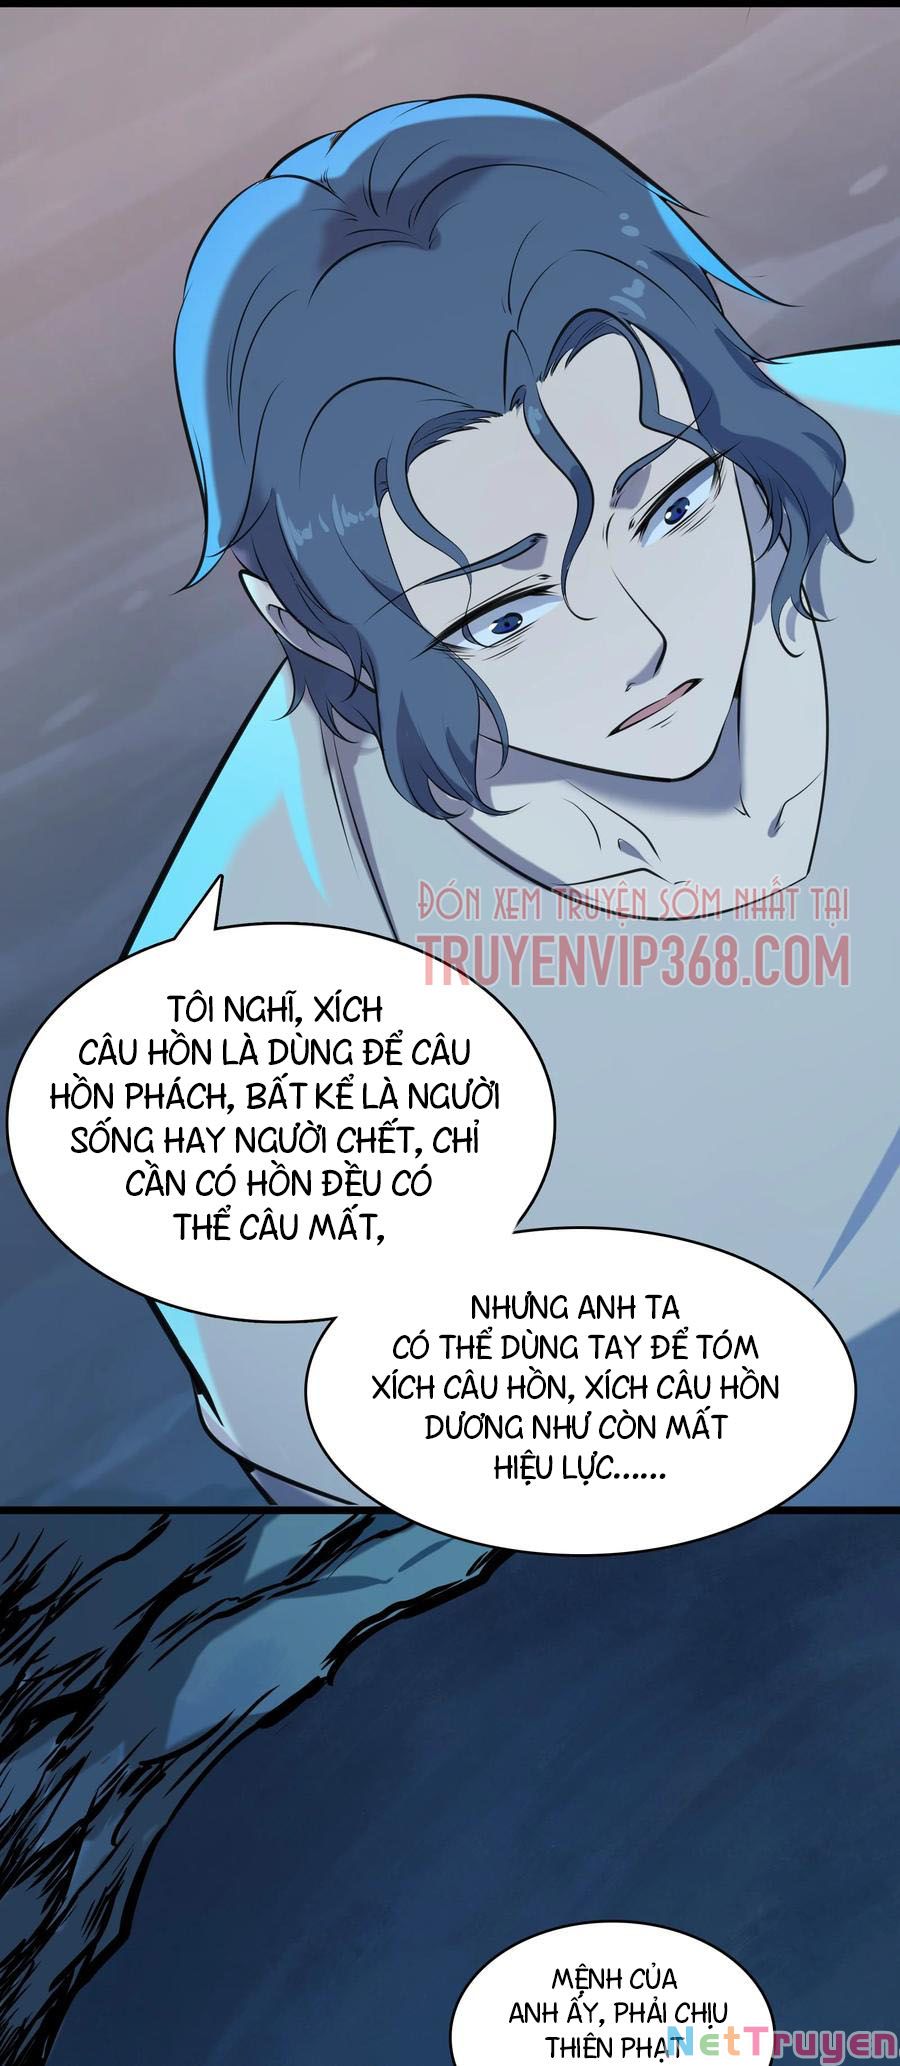 ĐÓN XEM TRUYỆN SỚM NHẤT TẠI
TRUYENVIP368.COM
TÔI NGHĨ, XÍCH
CÂU HỒN LÀ DÙNG ĐỂ CÂU
HỒN PHÁCH, BẤT KỂ LÀ NGƯỜI
SỐNG HAY NGƯỜI CHẾT, CHỈ
CẦN CÓ HỒN ĐỀU CÓ
THỂ CÂU MẤT,
NHƯNG ANH TA
CÓ THỂ DÙNG TAY ĐỂ TÓM
XÍCH CÂU HỒN, XÍCH CÂU HỒN
DƯƠNG NHƯ CÒN MẤT
HIỆU LỰC......
MỆNH CỦA
ANH ẤY, PHẢI CHỊU
THIÊN PHẠT
NetTruyen